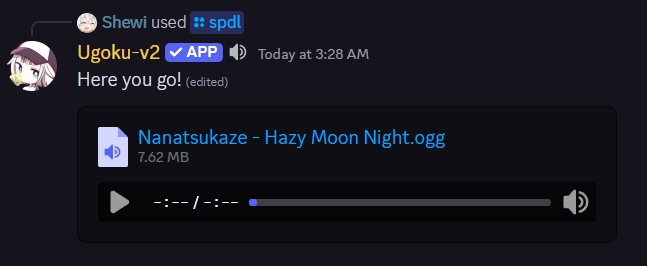 Shewi used spdl
Ugoku-v2 APP Today at 3:28 AM
Here you go! (edited)
Nanatsukaze - Hazy Moon Night.ogg
7.62 MB
-:-- / -:--